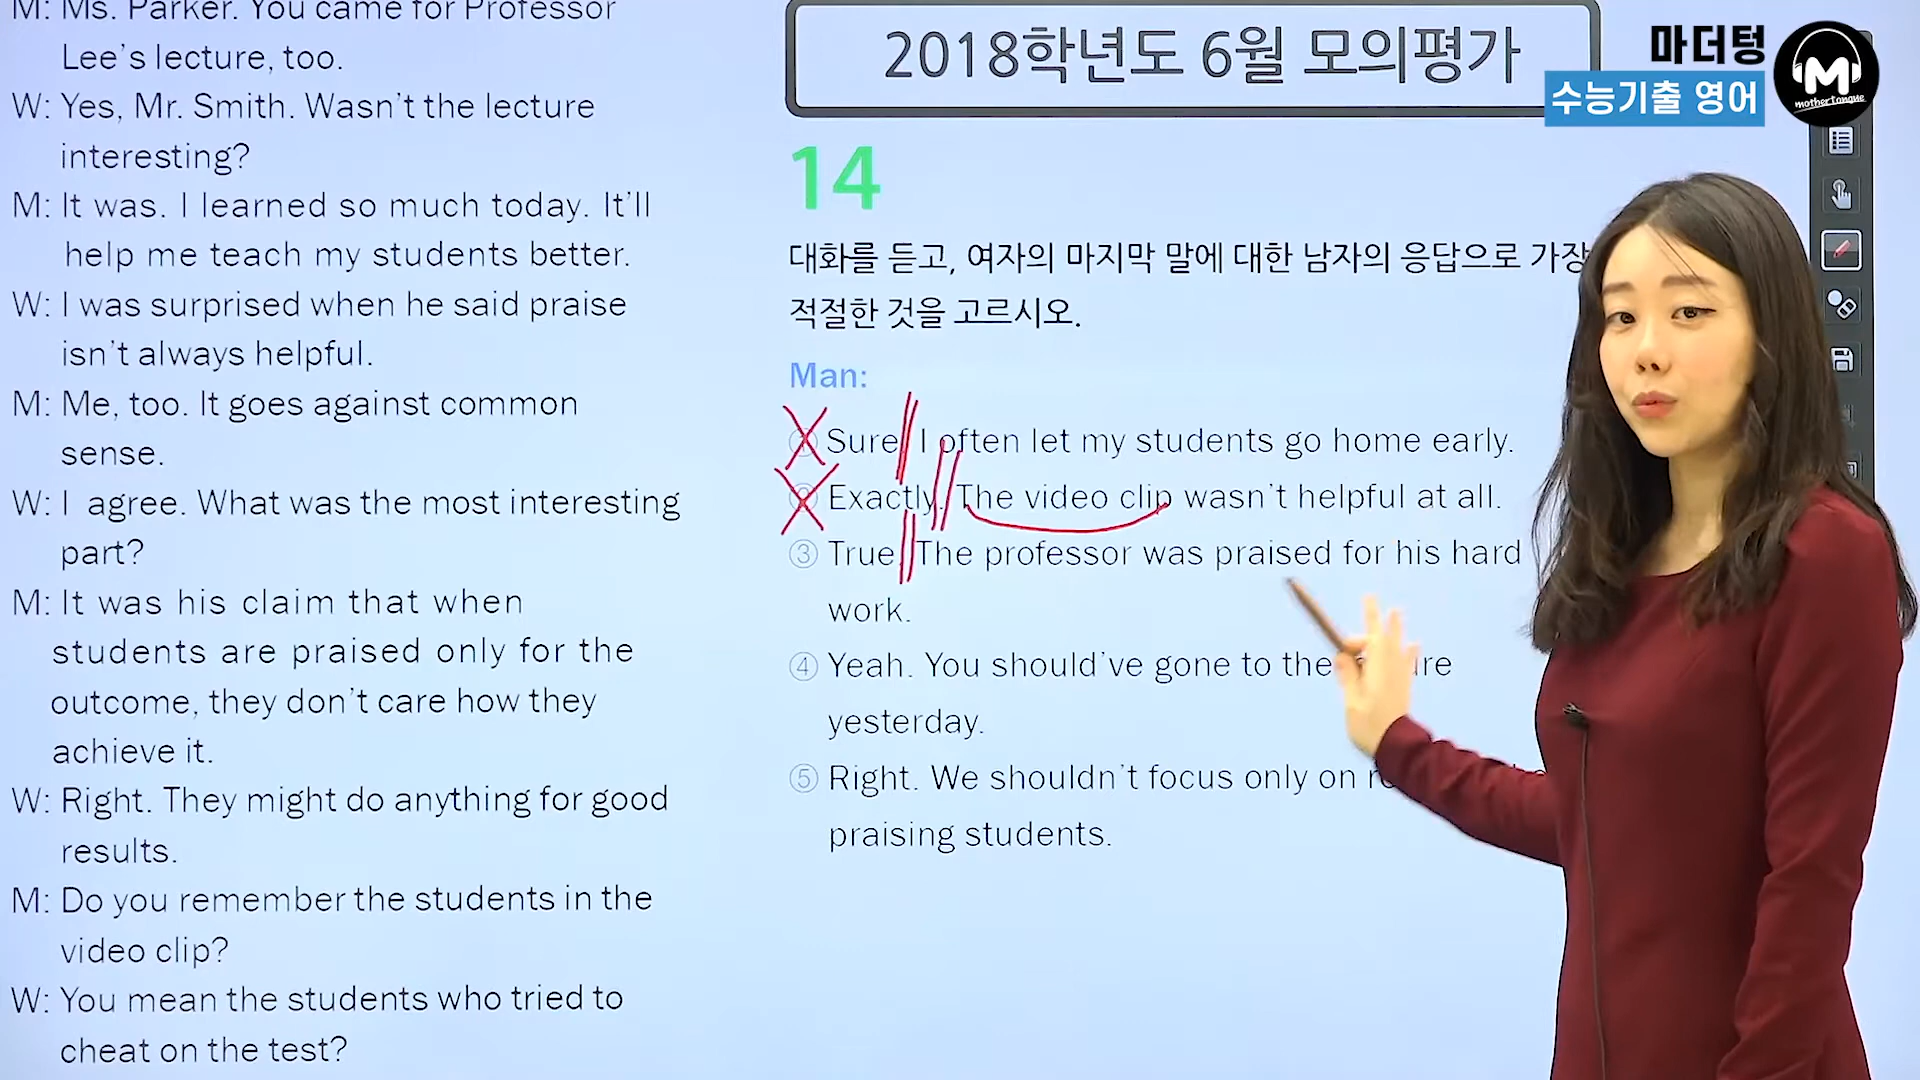 M: Ms. Parker. You came for Professor
Lee's lecture, too.
W: Yes, Mr. Smith. Wasn't the lecture
interesting?
M: It was. I learned so much today. It'll
help me teach my students better.
W: I was surprised when he said praise
isn't always helpful.
M: Me, too. It goes against common
sense.
W: I agree. What was the most interesting
part?
M: It was his claim that when
students are praised only for the
outcome, they don't care how they
achieve it.
W: Right. They might do anything for good
results.
M: Do you remember the students in the
video clip?
W: You mean the students who tried to
cheat on the test?
2018학년도 6월 모의평가
마더텅
수능기출 영어
M
mother tongue
14
대화를 듣고, 여자의 마지막 말에 대한 남자의 응답으로 가장
적절한 것을 고르시오.
Man:
① Sure. I often let my students go home early.
② Exactly. The video clip wasn't helpful at all.
③ True. The professor was praised for his hard
work.
④ Yeah. You should've gone to the
yesterday.
⑤ Right. We shouldn't focus only on
praising students.